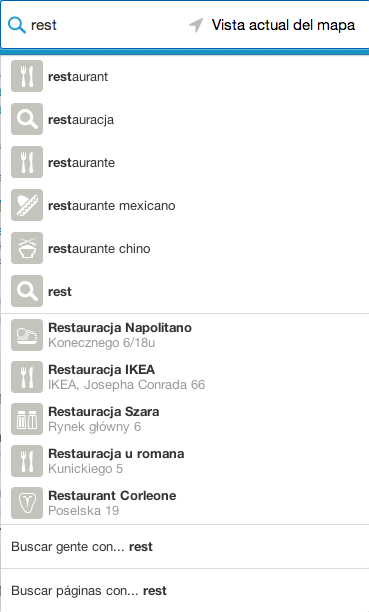 rest Vista actual del mapa
restaurant
restauracja
restaurante
restaurante mexicano
restaurante chino
rest
Restauracja Napolitano
Konecznego 6/18u
Restauracja IKEA
IKEA, Josepha Conrada 66
Restauracja Szara
Rynek główny 6
Restauracja u romana
Kunickiego 5
Restaurant Corleone
Poselska 19
Buscar gente con... rest
Buscar páginas con... rest